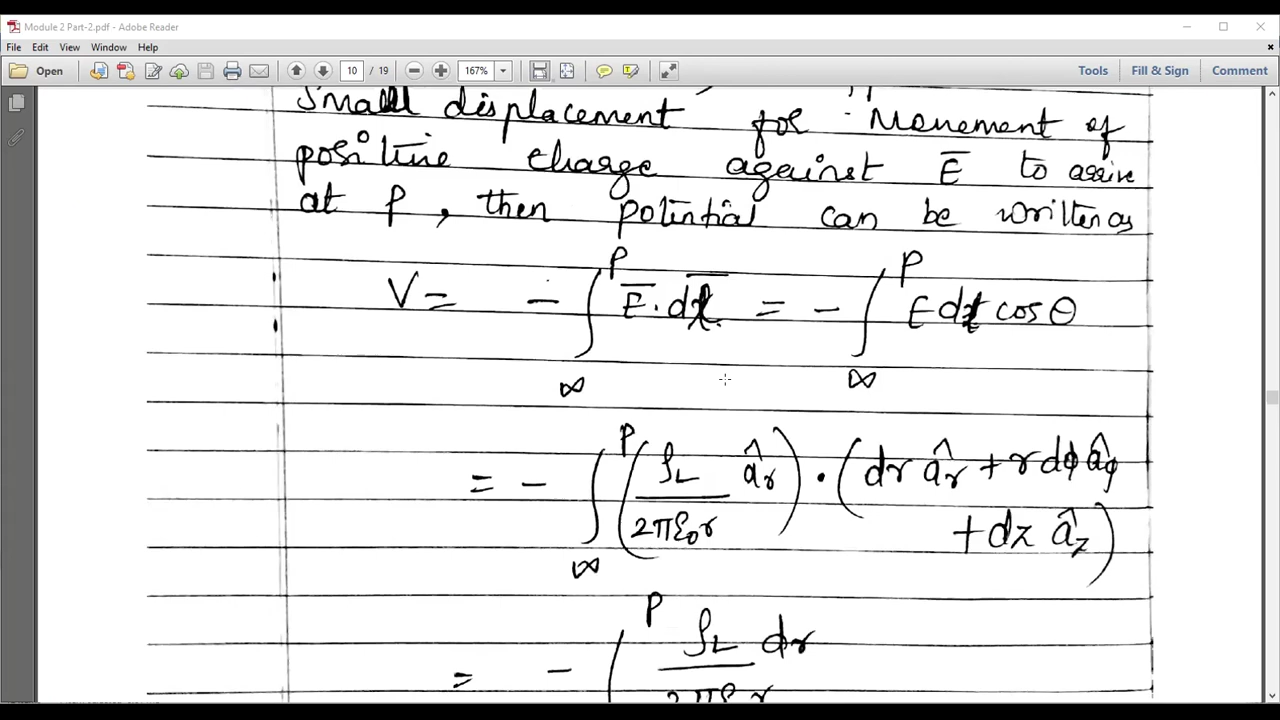 Module 2 Part-2.pdf - Adobe Reader
File Edit View Window Help
Open 10 / 19 167% Tools Fill & Sign Comment
Small displacement for Movement of
positive charge against E̅ to arrive
at P, then potential can be written as
V = - ∫_∞^P E̅ . dl̅ = - ∫_∞^P E dl cos θ
= - ∫_∞^P (ρL / 2πε₀r âr) · (dr âr + r dϕ âϕ
+ dz âz)
= - ∫^P ρL dr
2πε₀r